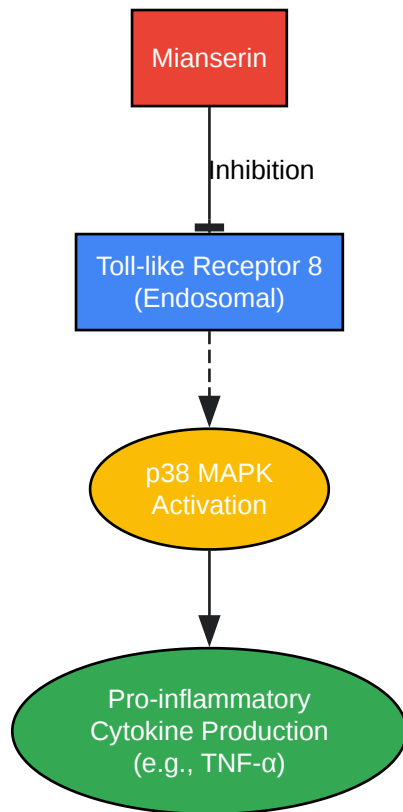 Mianserin
Inhibition
Toll-like Receptor 8
(Endosomal)
p38 MAPK
Activation
Pro-inflammatory
Cytokine Production
(e.g., TNF-α)